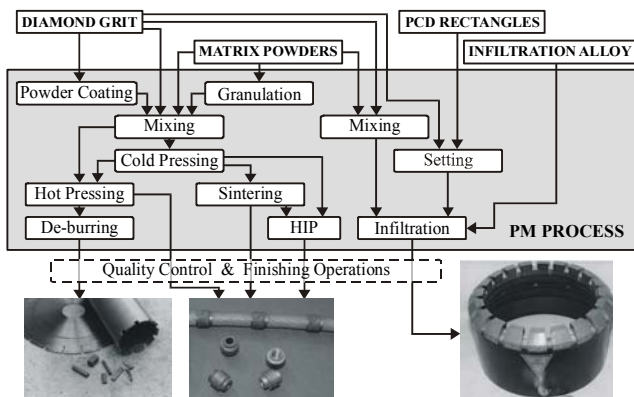 DIAMOND GRIT
PCD RECTANGLES
MATRIX POWDERS
INFILTRATION ALLOY
Powder Coating
Granulation
Mixing
Mixing
Cold Pressing
Setting
Hot Pressing
Sintering
De-burring
HIP
Infiltration
PM PROCESS
Quality Control & Finishing Operations